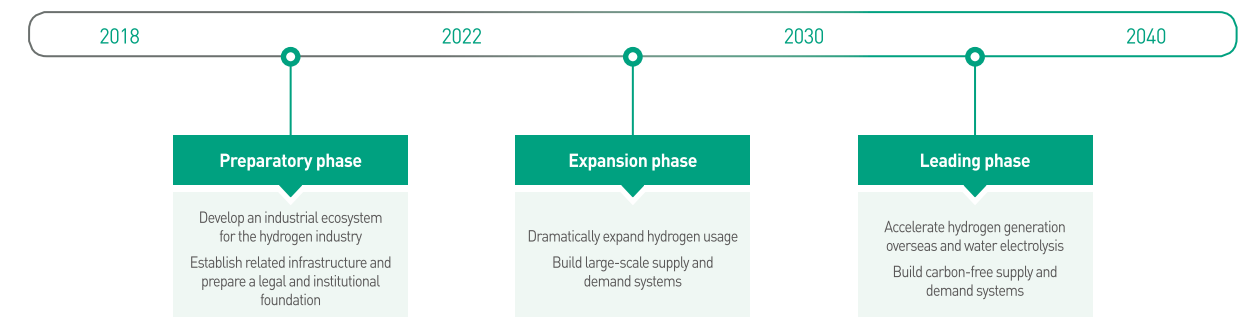 2018
2022
2030
2040
Preparatory phase
Develop an industrial ecosystem
for the hydrogen industry
Establish related infrastructure and
prepare a legal and institutional
foundation
Expansion phase
Dramatically expand hydrogen usage
Build large-scale supply and
demand systems
Leading phase
Accelerate hydrogen generation
overseas and water electrolysis
Build carbon-free supply and
demand systems